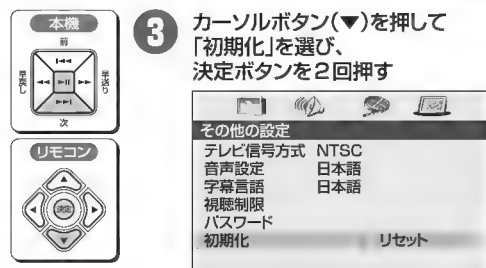 本機
前
早戻し
早送り
次
リモコン
決定
3
カーソルボタン(▼)を押して
「初期化」を選び、
決定ボタンを2回押す
その他の設定
テレビ信号方式 NTSC
音声設定 日本語
字幕言語 日本語
視聴制限
パスワード
初期化 リセット